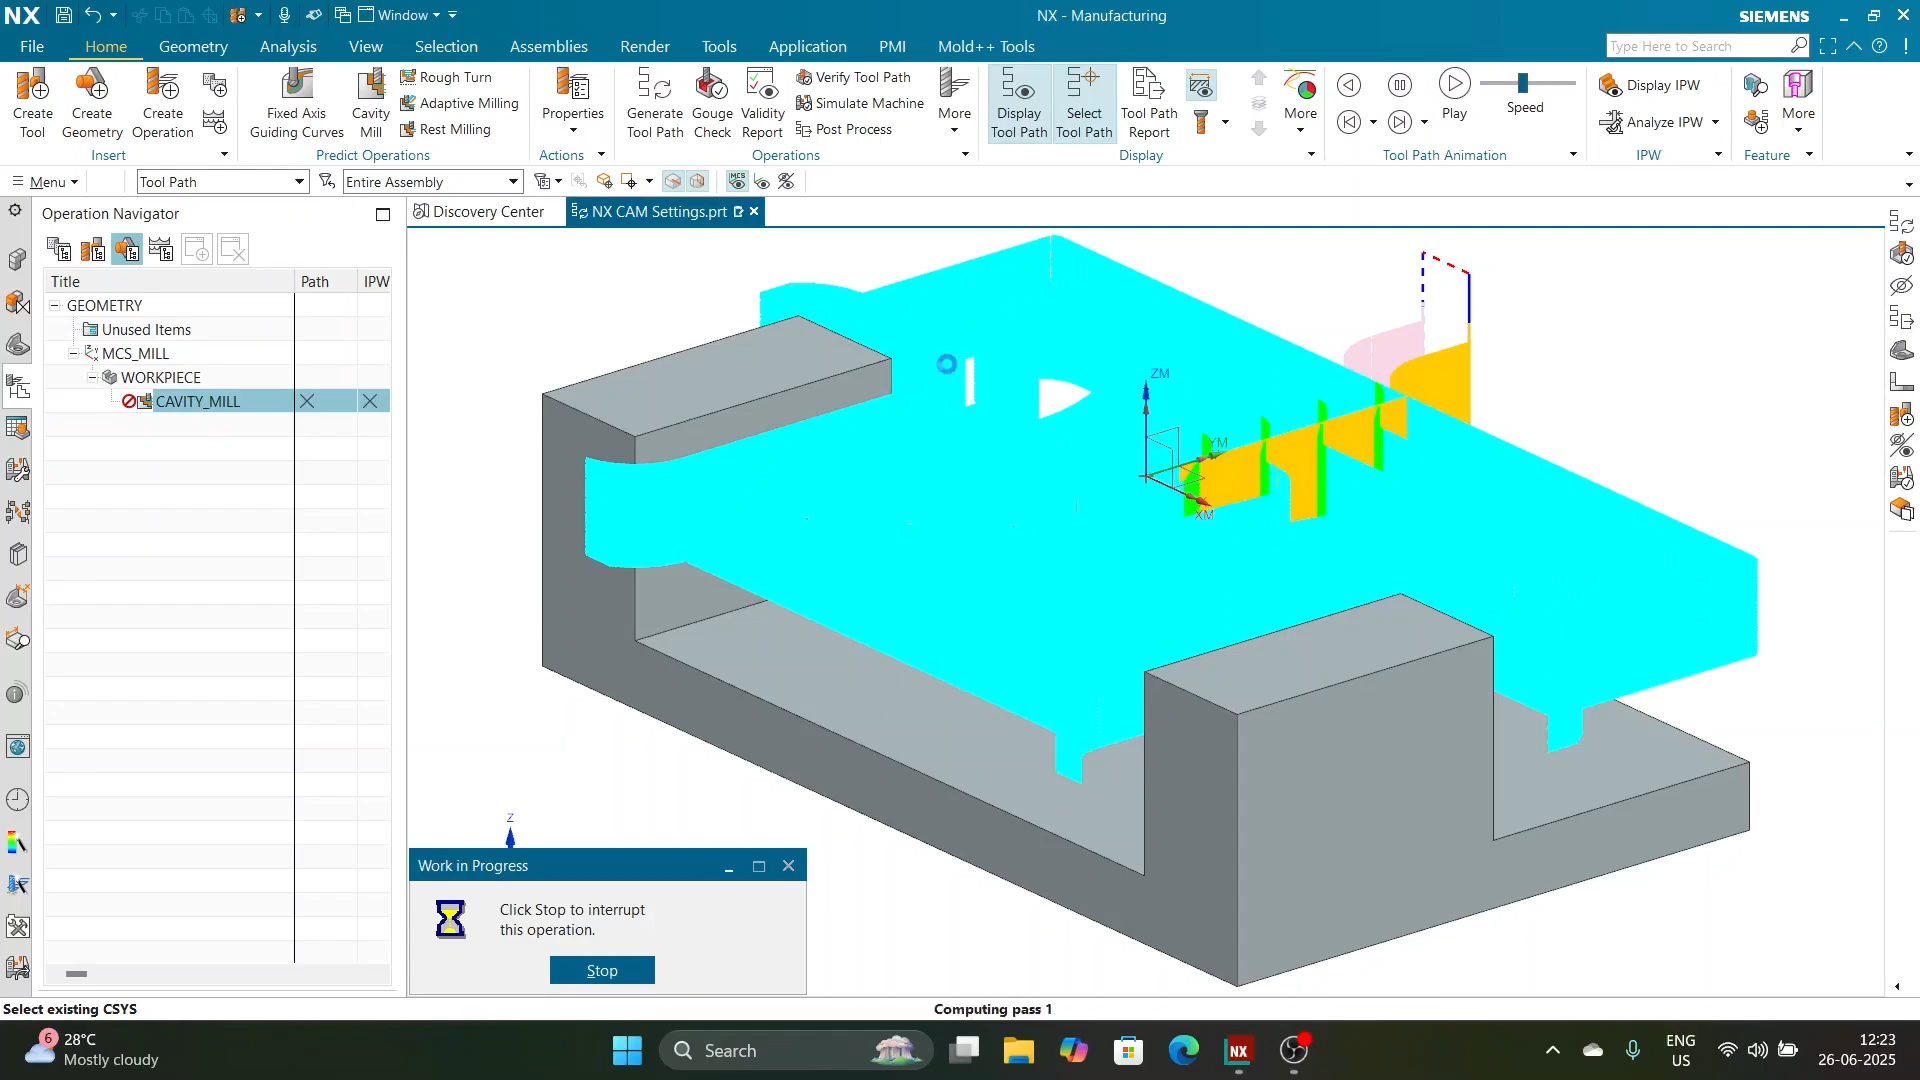 NX
Window
NX - Manufacturing
SIEMENS
File
Home
Geometry
Analysis
View
Selection
Assemblies
Render
Tools
Application
PMI
Mold++ Tools
Type Here to Search
Create Tool
Create Geometry
Create Operation
Insert
Fixed Axis Guiding Curves
Cavity Mill
Rough Turn
Adaptive Milling
Rest Milling
Predict Operations
Properties
Actions
Generate Tool Path
Gouge Check
Validity Report
Verify Tool Path
Simulate Machine
Post Process
More
Operations
Display Tool Path
Select Tool Path
Tool Path Report
More
Display
Play
Speed
Tool Path Animation
Display IPW
Analyze IPW
IPW
More
Feature
Menu
Tool Path
Entire Assembly
MCS
Operation Navigator
Discovery Center
NX CAM Settings.prt
Title
Path
IPW
GEOMETRY
Unused Items
MCS_MILL
WORKPIECE
CAVITY_MILL
ZM
YM
XM
Z
Work in Progress
Click Stop to interrupt
this operation.
Stop
Select existing CSYS
Computing pass 1
6
28°C
Mostly cloudy
Search
NX
ENG
US
12:23
26-06-2025